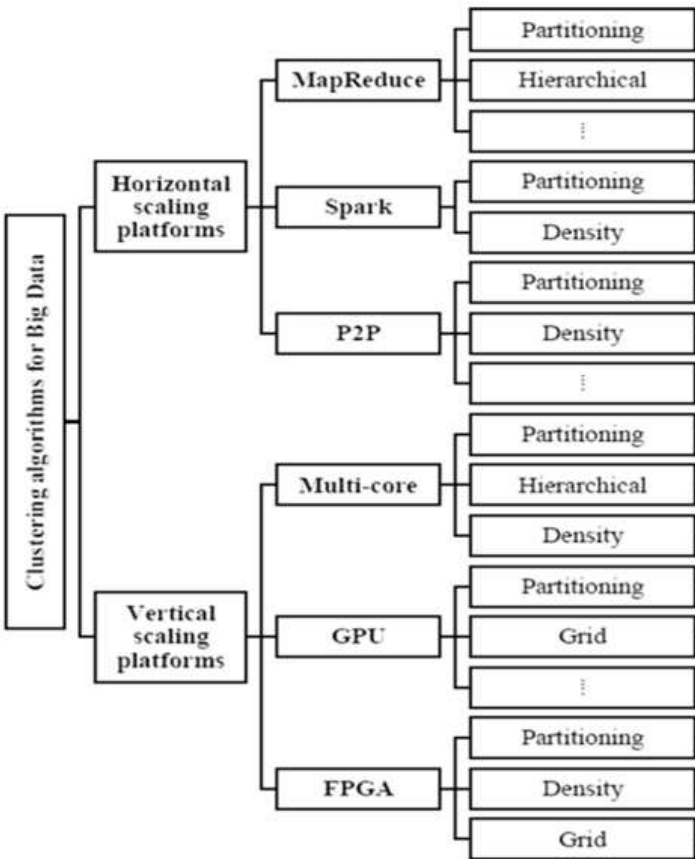 Clustering algorithms for Big Data
Horizontal
scaling
platforms
MapReduce
Partitioning
Hierarchical
⋮
Spark
Partitioning
Density
P2P
Partitioning
Density
⋮
Vertical
scaling
platforms
Multi-core
Partitioning
Hierarchical
Density
GPU
Partitioning
Grid
⋮
FPGA
Partitioning
Density
Grid